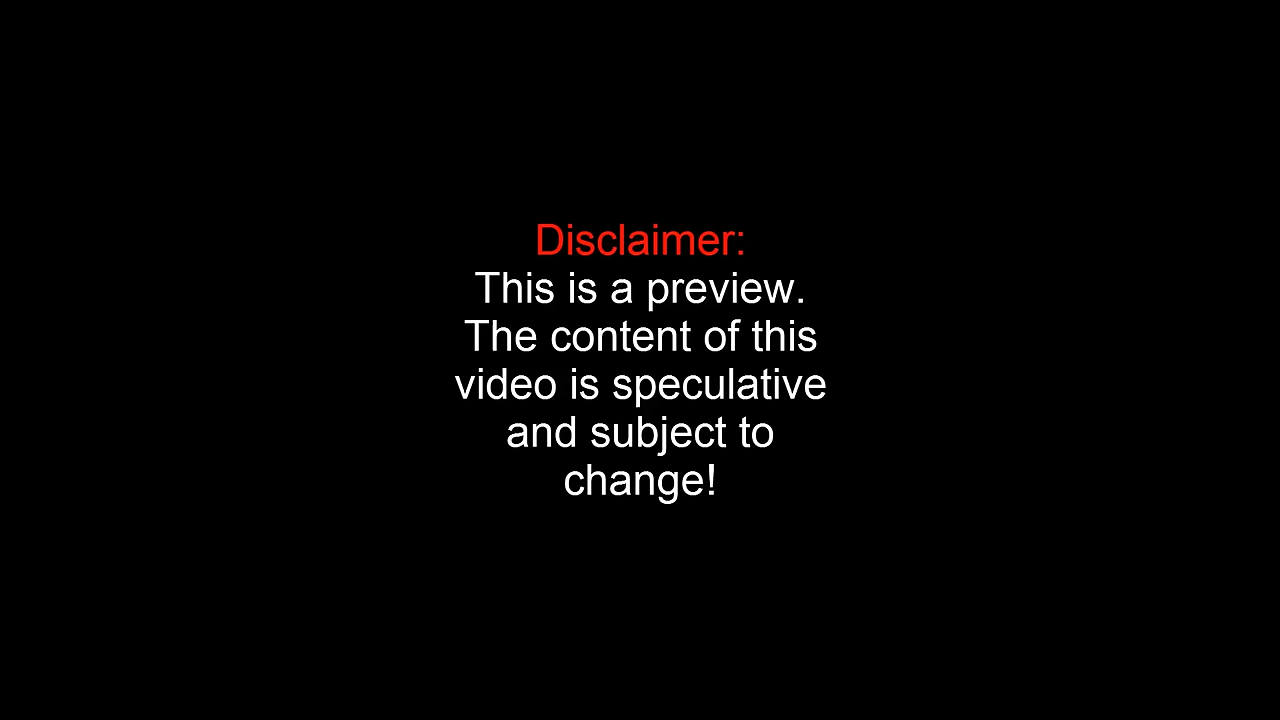 Disclaimer:
This is a preview.
The content of this
video is speculative
and subject to
change!